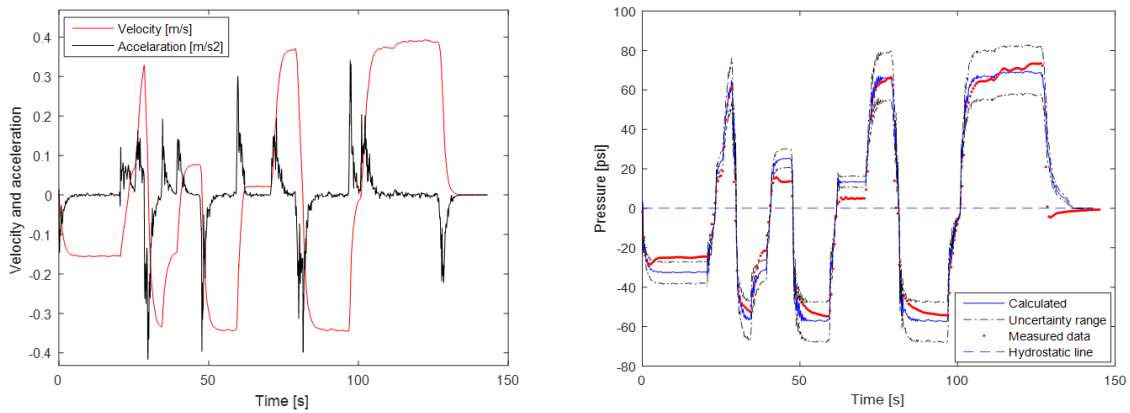 Velocity [m/s]
Accelaration [m/s2]
0.4
0.3
0.2
0.1
0
-0.1
-0.2
-0.3
-0.4
0
50
100
150
Velocity and acceleration
Time [s]
100
80
60
40
20
0
-20
-40
-60
-80
0
50
100
150
Pressure [psi]
Time [s]
Calculated
Uncertainty range
Measured data
Hydrostatic line